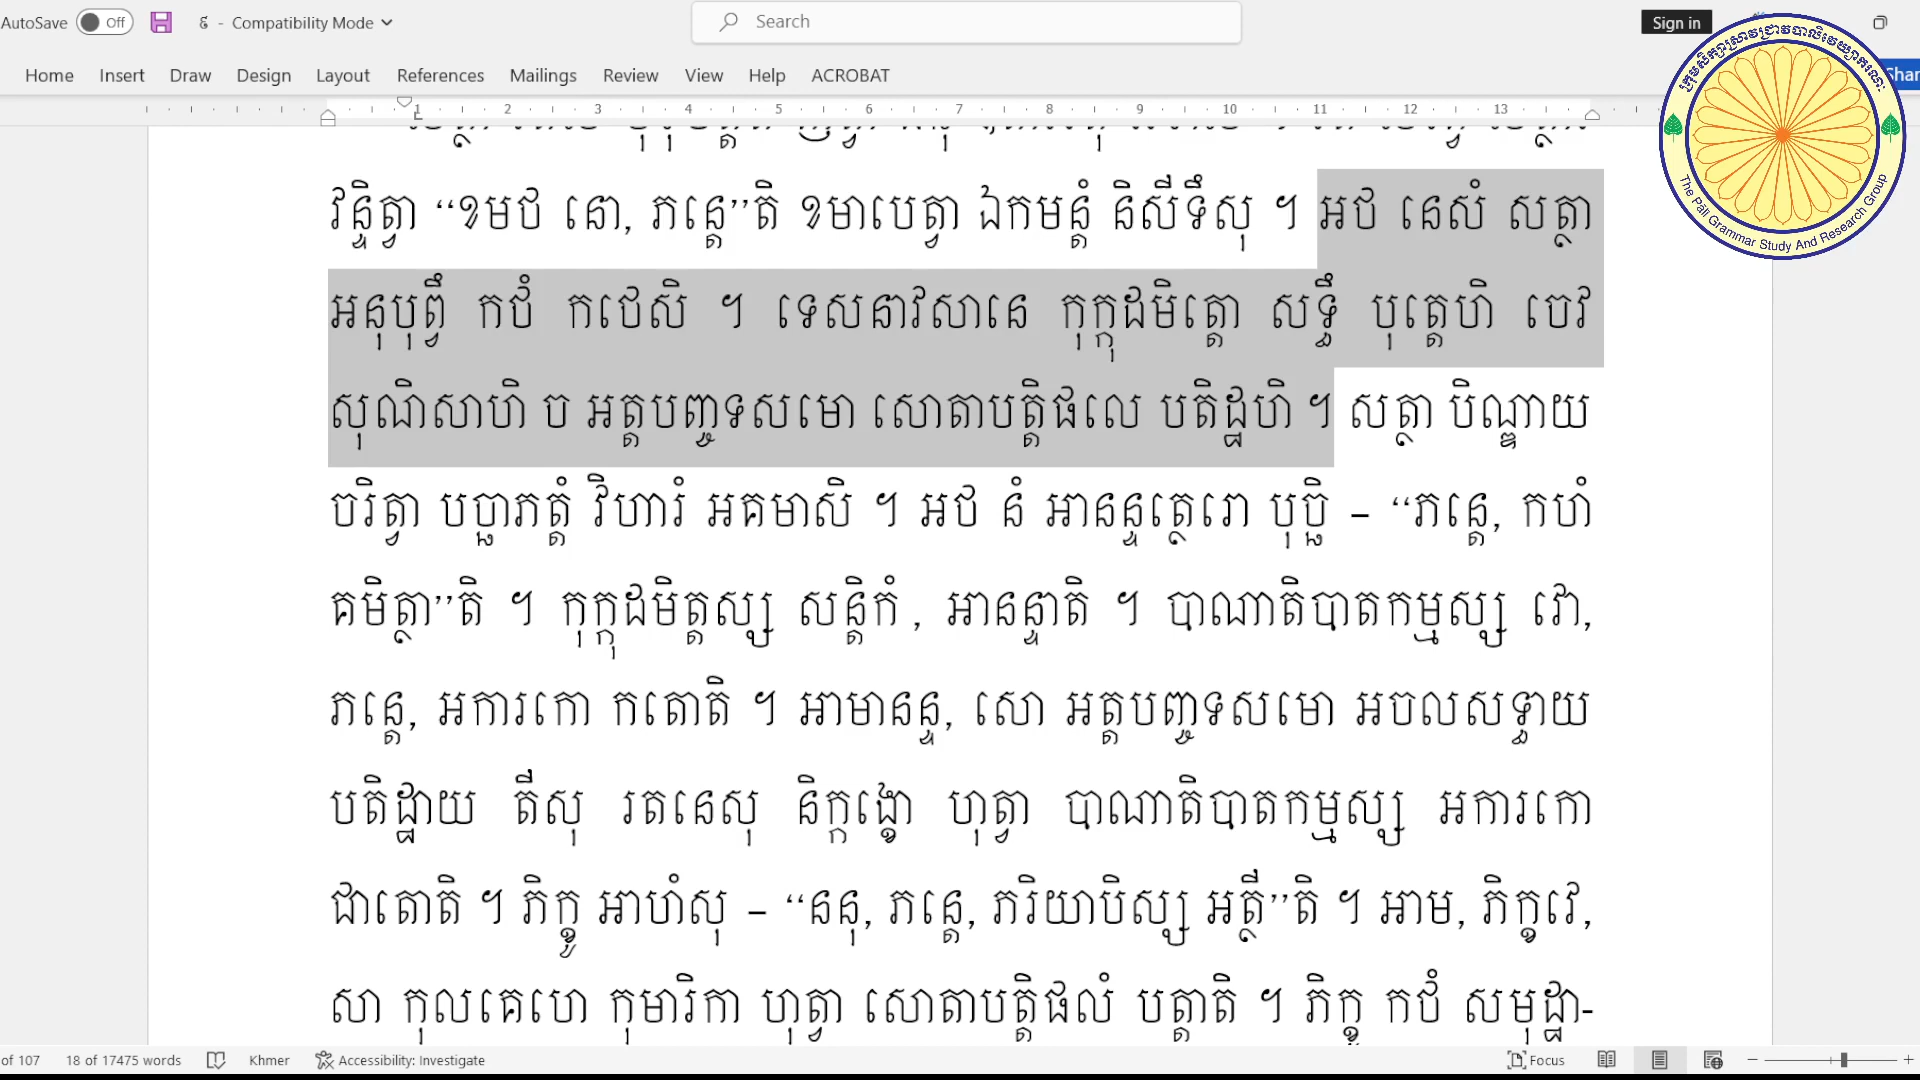 AutoSave Off ៩ - Compatibility Mode Search Sign in
Home Insert Draw Design Layout References Mailings Review View Help ACROBAT
1 2 3 4 5 6 7 8 9 10 11 12 13
វន្ទិត្វា “ខមថ នោ, ភន្តេ”តិ ខមាបេត្វា ឯកមន្តំ និសីទឹសុ ។ អថ នេសំ សត្ថា
អនុបុព្វឹ កថំ កថេសិ ។ ទេសនាវសានេ កុក្កុដមិត្តោ សទ្ធឹ បុត្តេហិ ចេវ
សុណិសាហិ ច អត្តបញ្ចទសមោ សោតាបត្តិផលេ បតិដ្ឋហិ ។ សត្ថា បិណ្ឌាយ
ចរិត្វា បច្ឆាភត្តំ វិហារំ អគមាសិ ។ អថ នំ អានន្ទត្ថេរោ បុច្ឆិ – “ភន្តេ, កហំ
គមិត្ថា”តិ ។ កុក្កុដមិត្តស្ស សន្តិកំ, អានន្ទាតិ ។ បាណាតិបាតកម្មស្ស វោ,
ភន្តេ, អការកោ កតោតិ ។ អាមានន្ទ, សោ អត្តបញ្ចទសមោ អចលសទ្ធាយ
បតិដ្ឋាយ តីសុ រតនេសុ និក្កង្ខោ ហុត្វា បាណាតិបាតកម្មស្ស អការកោ
ជាតោតិ ។ ភិក្ខូ អាហំសុ – “ននុ, ភន្តេ, ភរិយាបិស្ស អត្ថី”តិ ។ អាម, ភិក្ខវេ,
សា កុលគេហេ កុមារិកា ហុត្វា សោតាបត្តិផលំ បត្តាតិ ។ ភិក្ខូ កថំ សមុដ្ឋា-
of 107 18 of 17475 words Khmer Accessibility: Investigate Focus
The Pāli Grammar Study And Research Group